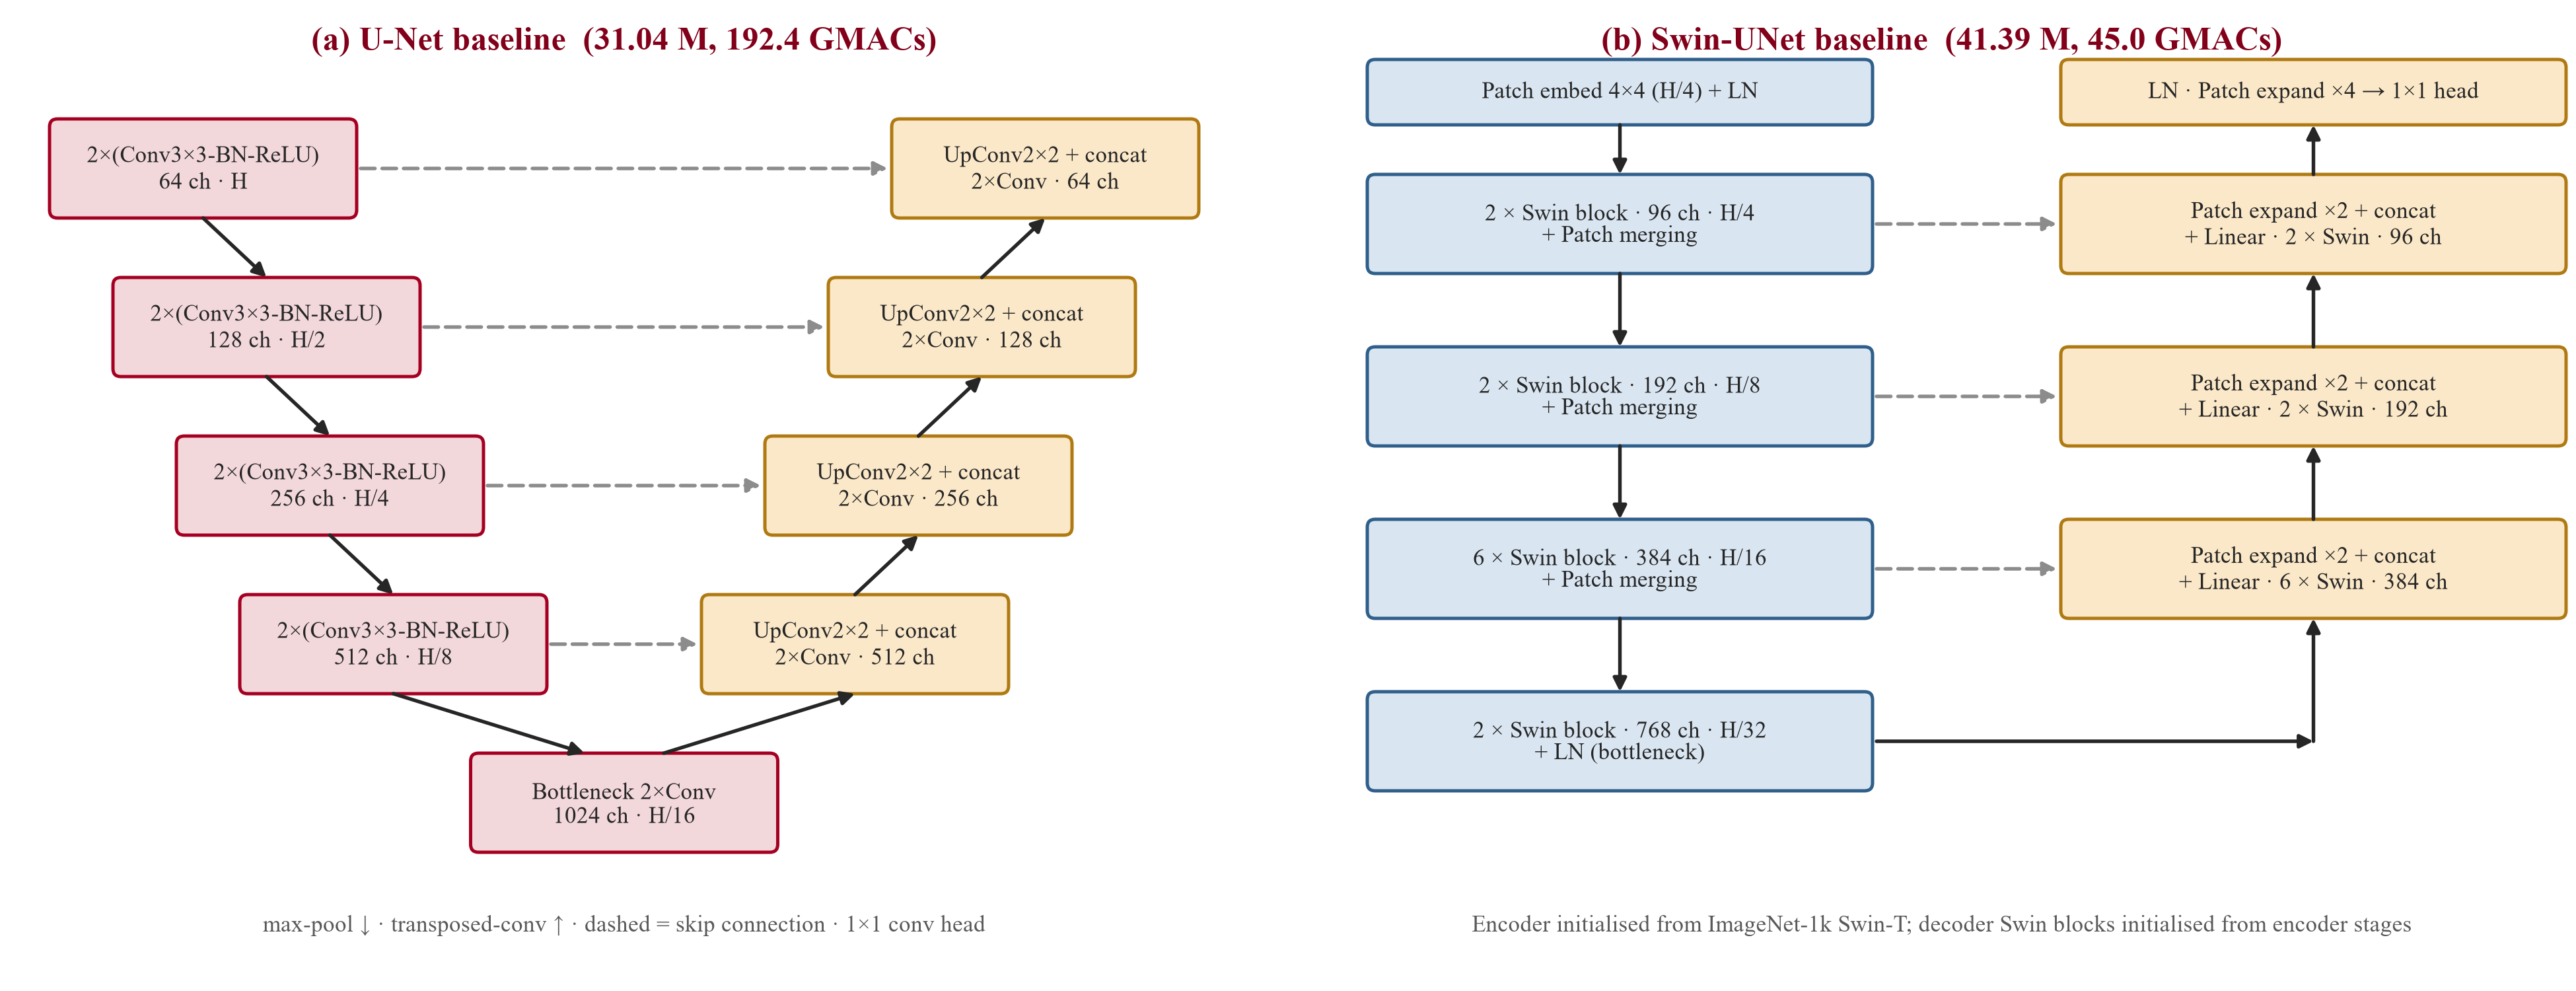 (a) U-Net baseline (31.04 M, 192.4 GMACs)
2×(Conv3×3-BN-ReLU)
64 ch · H
UpConv2×2 + concat
2×Conv · 64 ch
2×(Conv3×3-BN-ReLU)
128 ch · H/2
UpConv2×2 + concat
2×Conv · 128 ch
2×(Conv3×3-BN-ReLU)
256 ch · H/4
UpConv2×2 + concat
2×Conv · 256 ch
2×(Conv3×3-BN-ReLU)
512 ch · H/8
UpConv2×2 + concat
2×Conv · 512 ch
Bottleneck 2×Conv
1024 ch · H/16
max-pool ↓ · transposed-conv ↑ · dashed = skip connection · 1×1 conv head
(b) Swin-UNet baseline (41.39 M, 45.0 GMACs)
Patch embed 4×4 (H/4) + LN
LN · Patch expand ×4 → 1×1 head
2 × Swin block · 96 ch · H/4
+ Patch merging
Patch expand ×2 + concat
+ Linear · 2 × Swin · 96 ch
2 × Swin block · 192 ch · H/8
+ Patch merging
Patch expand ×2 + concat
+ Linear · 2 × Swin · 192 ch
6 × Swin block · 384 ch · H/16
+ Patch merging
Patch expand ×2 + concat
+ Linear · 6 × Swin · 384 ch
2 × Swin block · 768 ch · H/32
+ LN (bottleneck)
Encoder initialised from ImageNet-1k Swin-T; decoder Swin blocks initialised from encoder stages